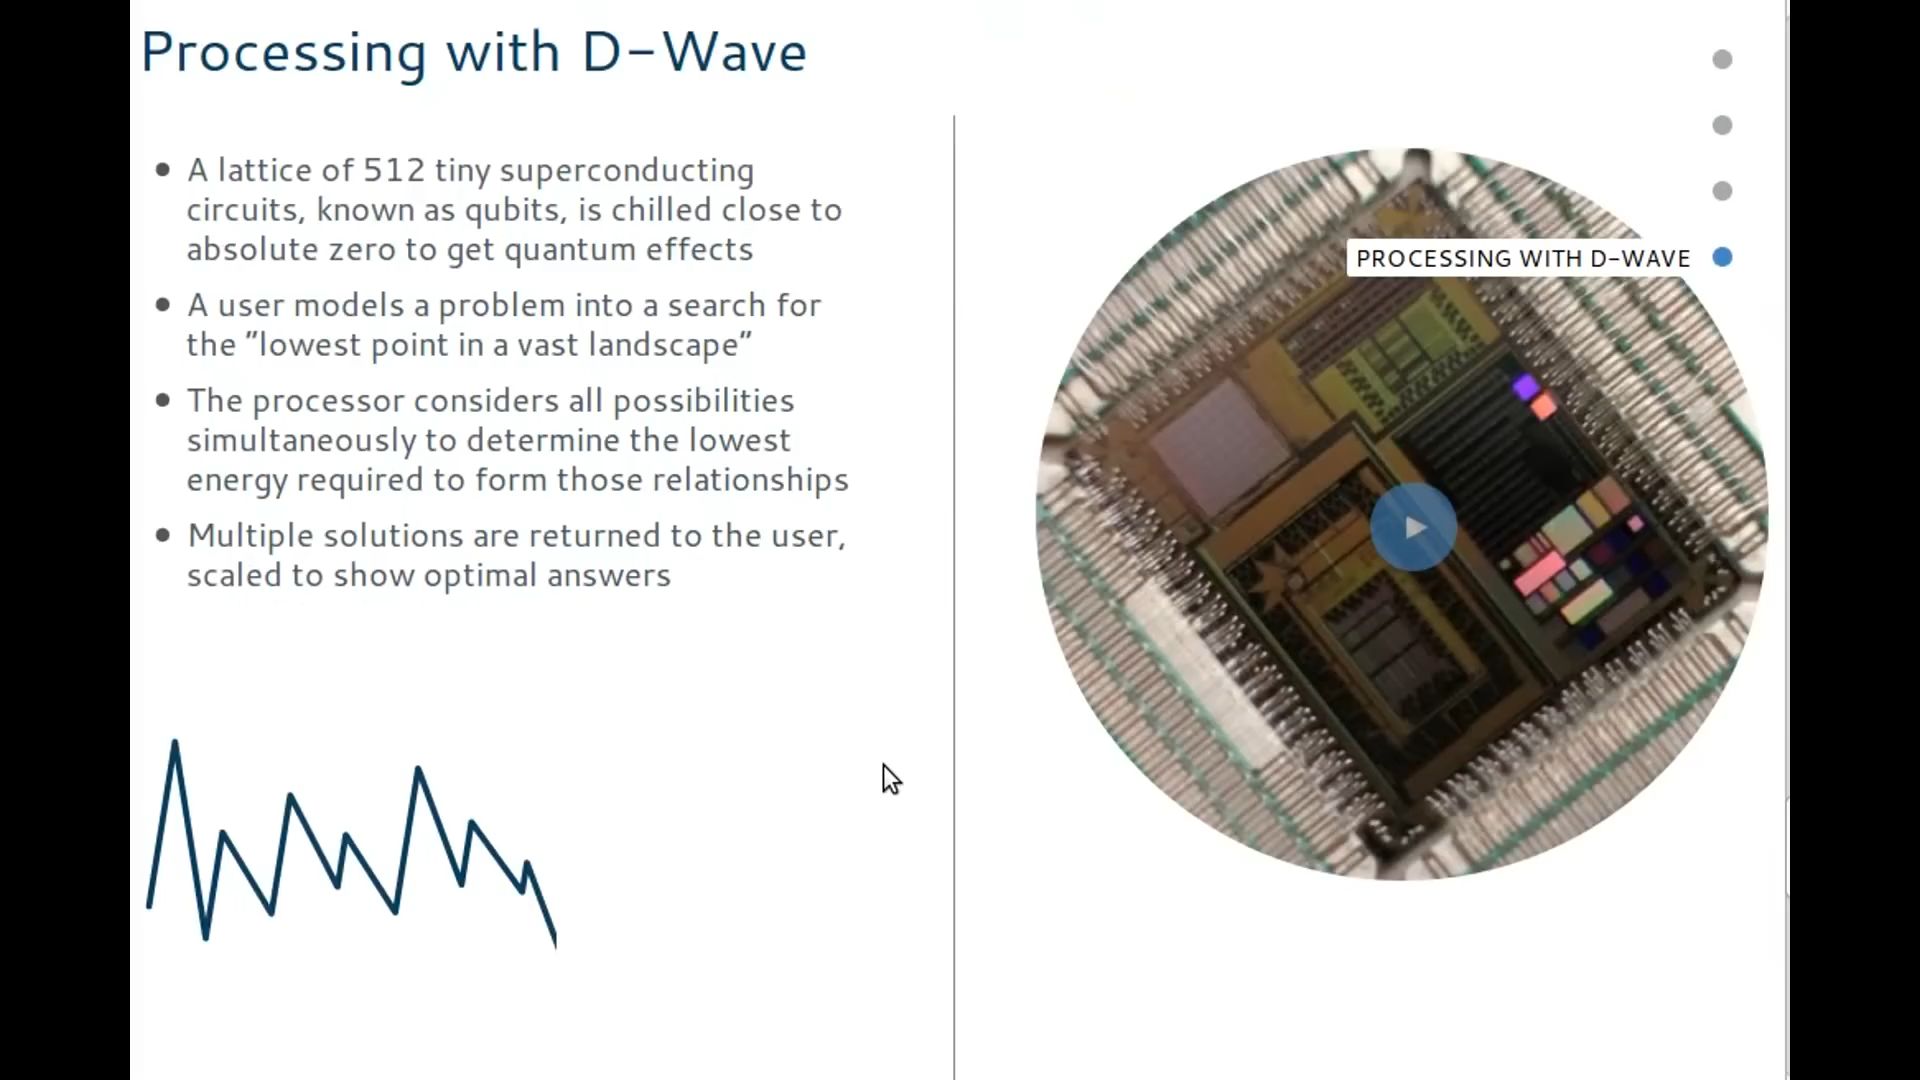 Processing with D-Wave
• A lattice of 512 tiny superconducting
circuits, known as qubits, is chilled close to
absolute zero to get quantum effects
• A user models a problem into a search for
the "lowest point in a vast landscape"
• The processor considers all possibilities
simultaneously to determine the lowest
energy required to form those relationships
• Multiple solutions are returned to the user,
scaled to show optimal answers
PROCESSING WITH D-WAVE